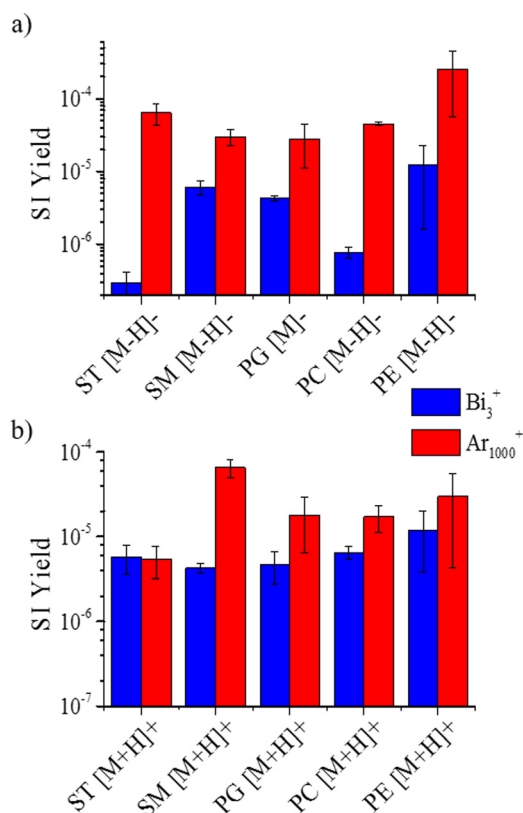 a)
SI Yield
10⁻⁴
10⁻⁵
10⁻⁶
ST [M-H]-
SM [M-H]-
PG [M]-
PC [M-H]-
PE [M-H]-
Bi₃⁺
Ar₁₀₀₀⁺
b)
SI Yield
10⁻⁴
10⁻⁵
10⁻⁶
10⁻⁷
ST [M+H]+
SM [M+H]+
PG [M+H]+
PC [M+H]+
PE [M+H]+